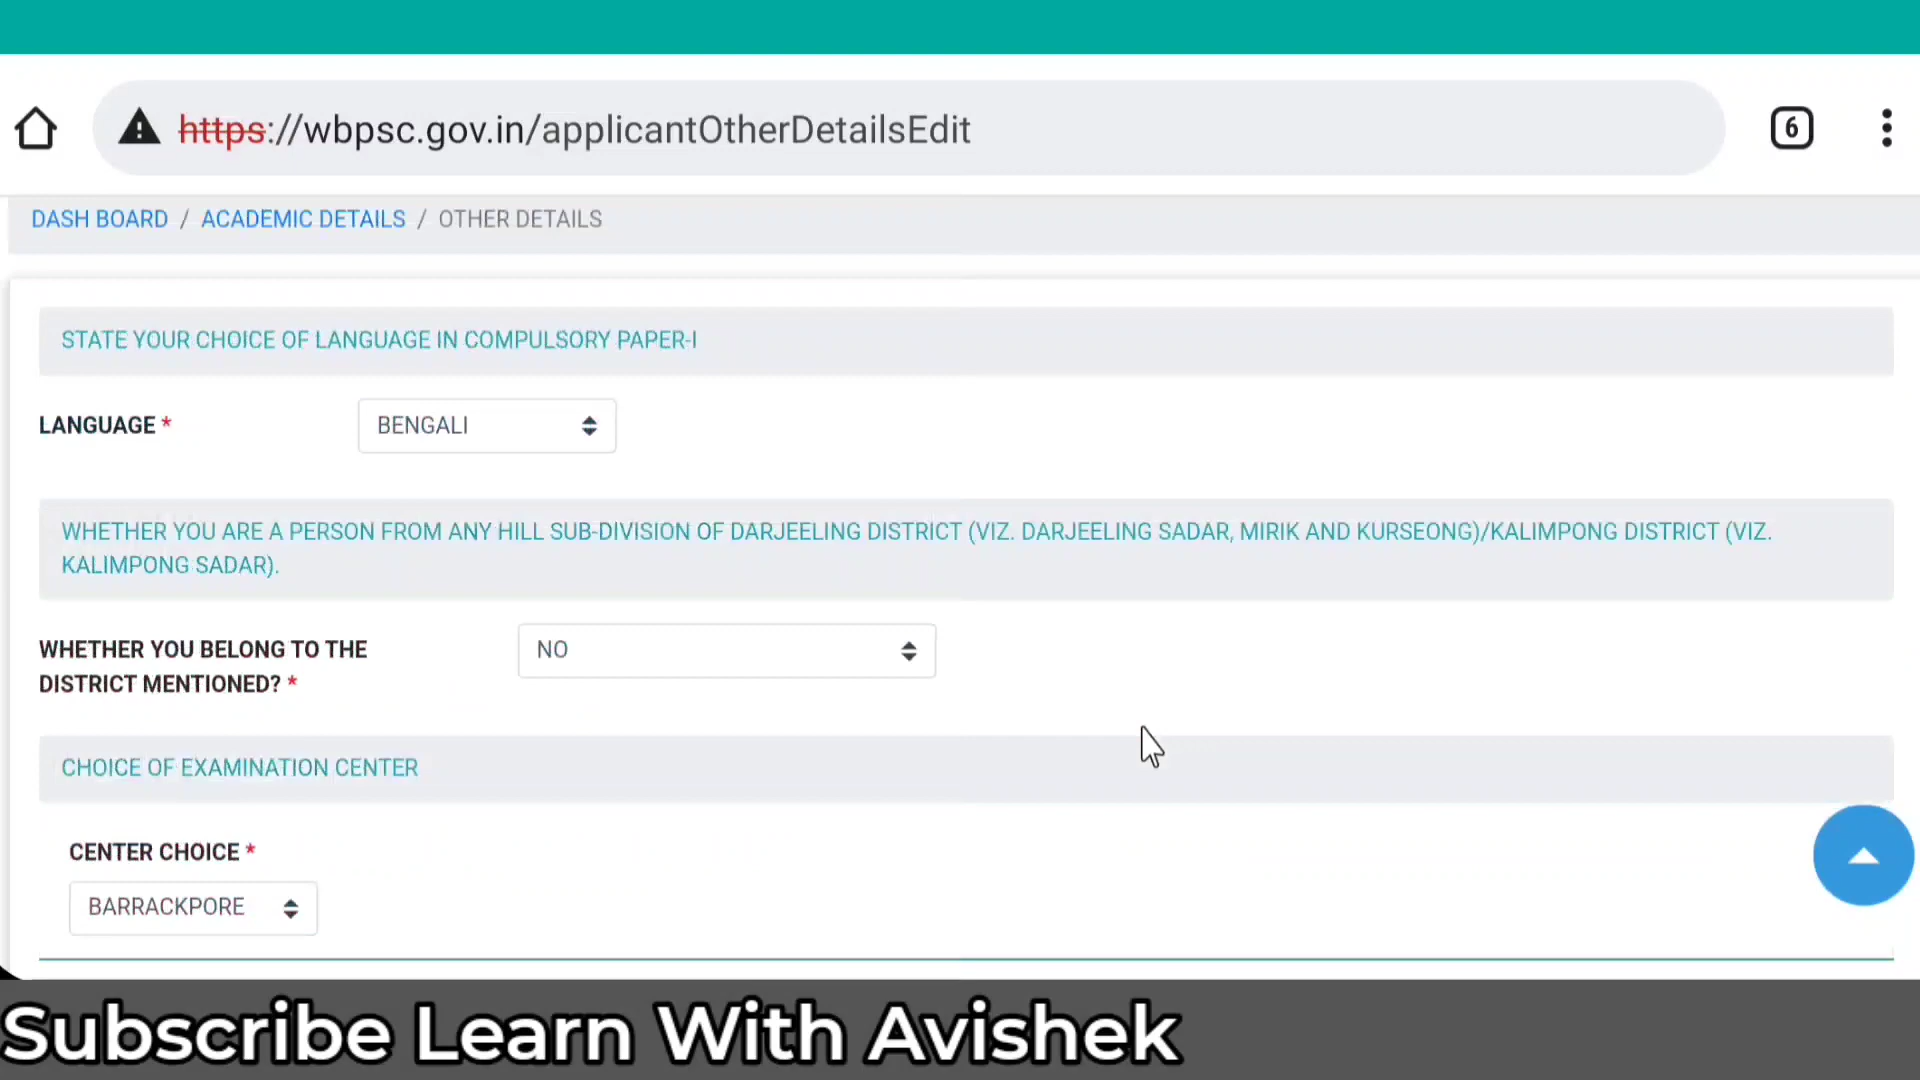 https://wbpsc.gov.in/applicantOtherDetailsEdit
6
DASH BOARD / ACADEMIC DETAILS / OTHER DETAILS
STATE YOUR CHOICE OF LANGUAGE IN COMPULSORY PAPER-I
LANGUAGE * BENGALI
WHETHER YOU ARE A PERSON FROM ANY HILL SUB-DIVISION OF DARJEELING DISTRICT (VIZ. DARJEELING SADAR, MIRIK AND KURSEONG)/KALIMPONG DISTRICT (VIZ.
KALIMPONG SADAR).
WHETHER YOU BELONG TO THE
DISTRICT MENTIONED? *
NO
CHOICE OF EXAMINATION CENTER
CENTER CHOICE *
BARRACKPORE
Subscribe Learn With Avishek